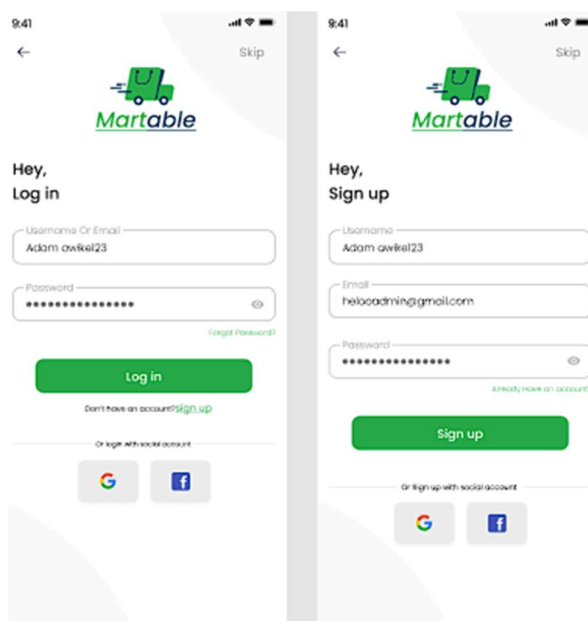 9:41
Skip
Martable
Hey,
Log in
Username Or Email
Adam awikel23
Password
***************
Forgot Password?
Log in
Don't have an account?sign up
Or login with social account
G
f
9:41
Skip
Martable
Hey,
Sign up
Username
Adam awikel23
Email
helaoadmin@gmail.com
Password
***************
Already Have an account
Sign up
Or Sign up with social account
G
f